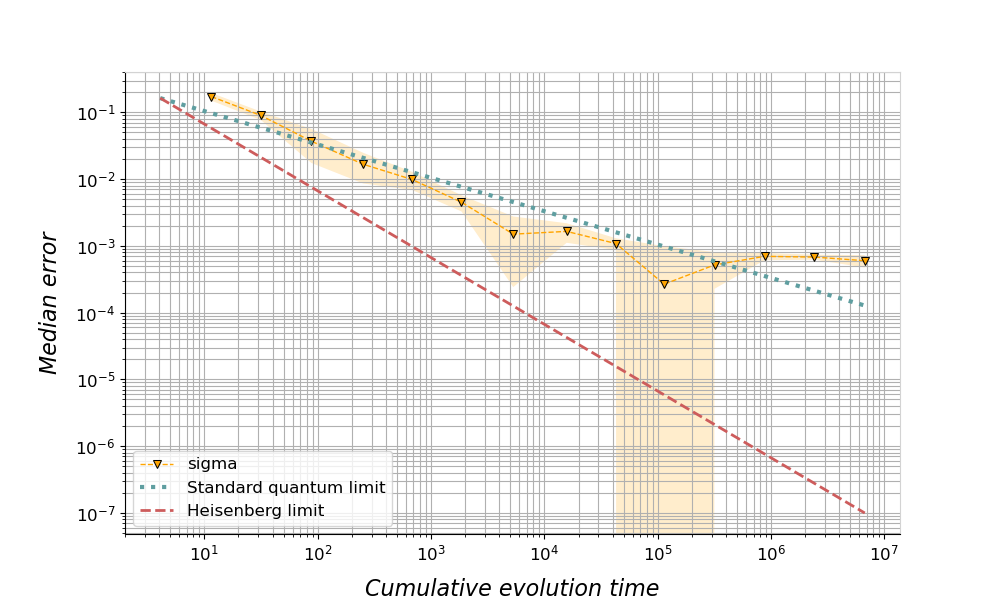 Median error
10⁻¹
10⁻²
10⁻³
10⁻⁴
10⁻⁵
10⁻⁶
10⁻⁷
sigma
Standard quantum limit
Heisenberg limit
10¹ 10² 10³ 10⁴ 10⁵ 10⁶ 10⁷
Cumulative evolution time